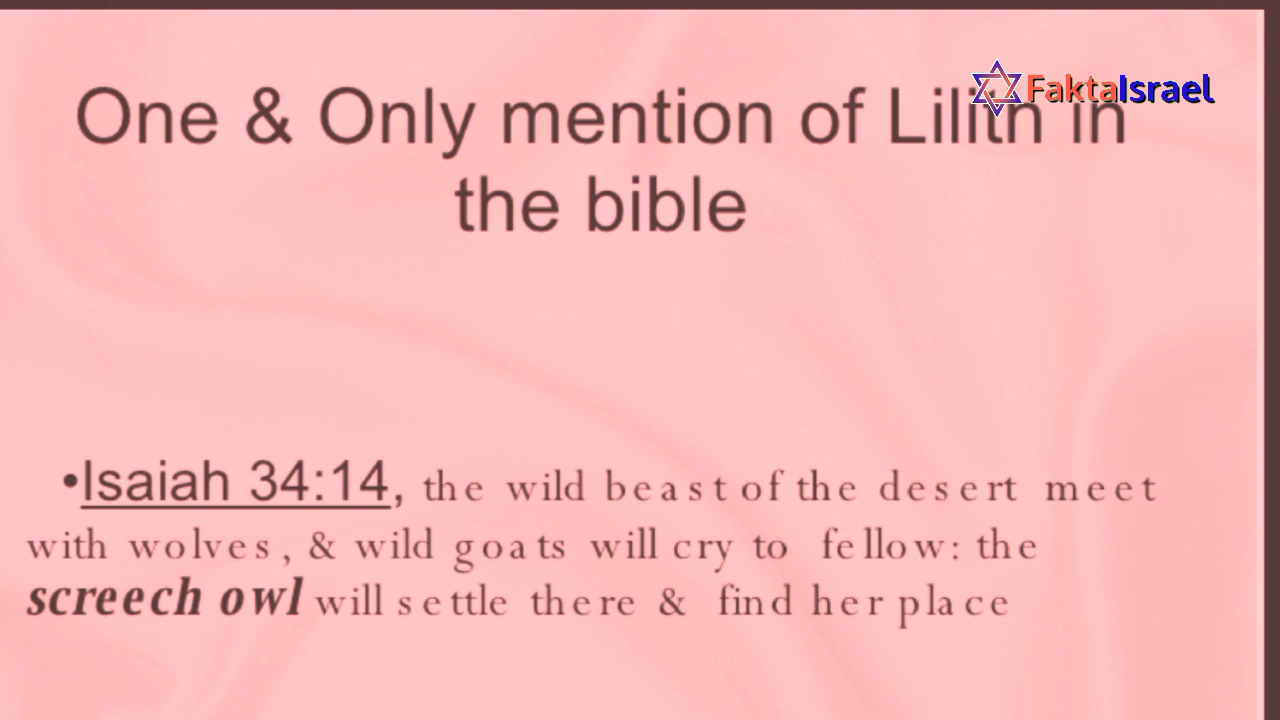 One & Only mention of Lilith in
FaktaIsrael
the bible
•Isaiah 34:14, the wild beast of the desert meet
with wolves, & wild goats will cry to fellow: the
screech owl will settle there & find her place